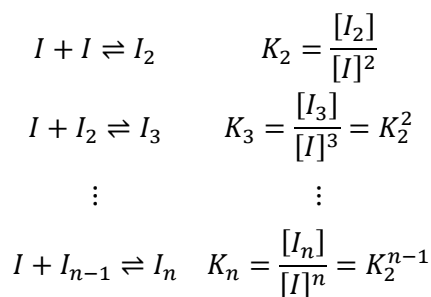 I + I ⇌ I₂ K₂ = [I₂] / [I]²
I + I₂ ⇌ I₃ K₃ = [I₃] / [I]³ = K₂²
⋮ ⋮
I + Iₙ₋₁ ⇌ Iₙ Kₙ = [Iₙ] / [I]ⁿ = K₂ⁿ⁻¹